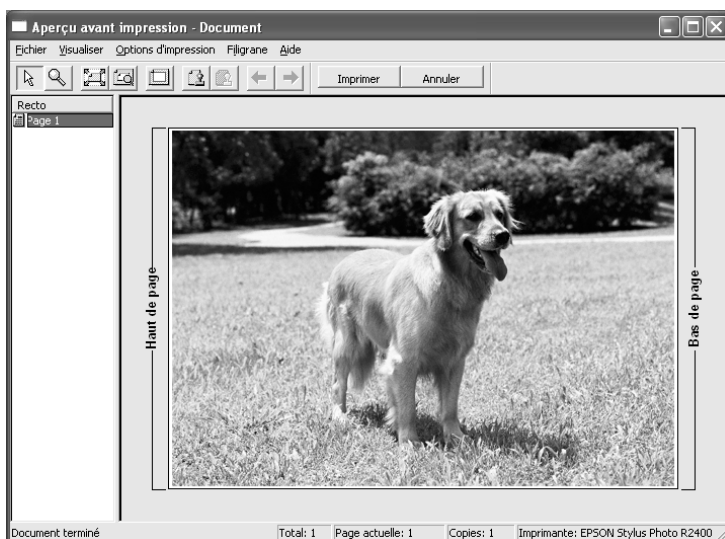 Aperçu avant impression - Document
Fichier Visualiser Options d'impression Filigrane Aide
Imprimer Annuler
Recto
Page 1
Haut de page
Bas de page
Document terminé Total: 1 Page actuelle: 1 Copies: 1 Imprimante: EPSON Stylus Photo R2400